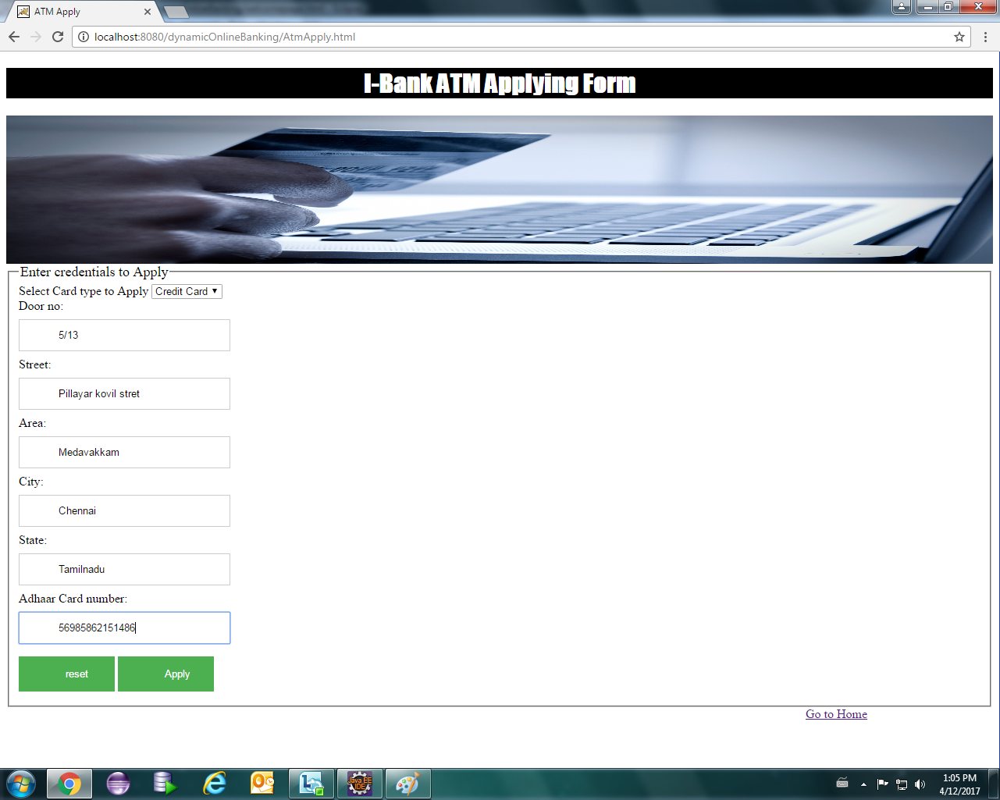 ATM Apply
localhost:8080/dynamicOnlineBanking/AtmApply.html
I-Bank ATM Applying Form
Enter credentials to Apply
Select Card type to Apply Credit Card
Door no:
5/13
Street:
Pillayar kovil stret
Area:
Medavakkam
City:
Chennai
State:
Tamilnadu
Adhaar Card number:
56985862151486
reset Apply
Go to Home
Java EE
IDE
1:05 PM
4/12/2017